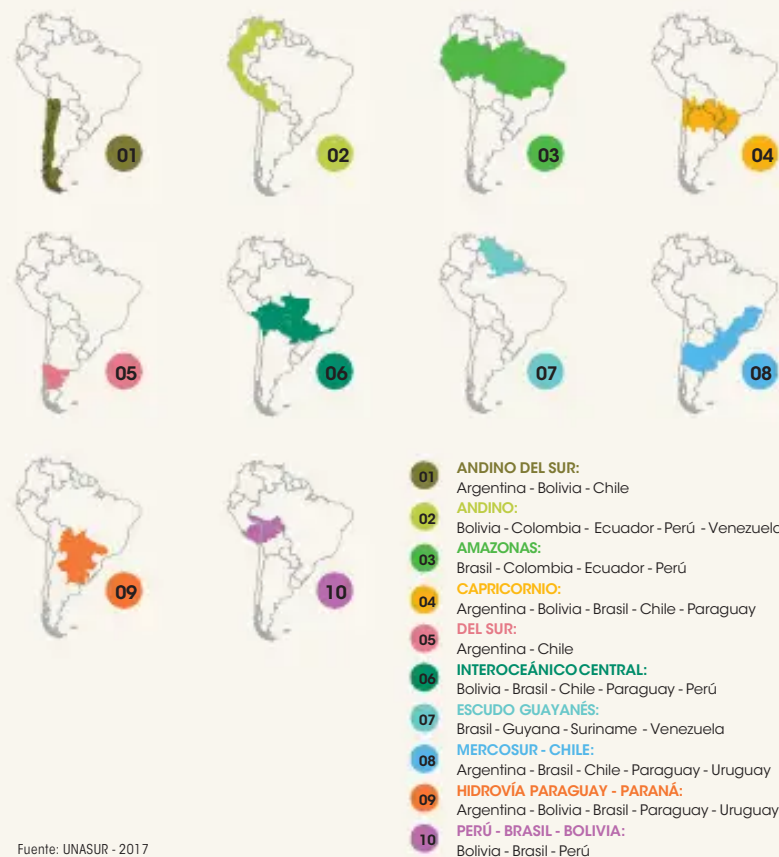 01
02
03
04
05
06
07
08
09
10
01 ANDINO DEL SUR:
Argentina - Bolivia - Chile
02 ANDINO:
Bolivia - Colombia - Ecuador - Perú - Venezuela
03 AMAZONAS:
Brasil - Colombia - Ecuador - Perú
04 CAPRICORNIO:
Argentina - Bolivia - Brasil - Chile - Paraguay
05 DEL SUR:
Argentina - Chile
06 INTEROCEÁNICO CENTRAL:
Bolivia - Brasil - Chile - Paraguay - Perú
07 ESCUDO GUAYANÉS:
Brasil - Guyana - Suriname - Venezuela
08 MERCOSUR - CHILE:
Argentina - Brasil - Chile - Paraguay - Uruguay
09 HIDROVÍA PARAGUAY - PARANÁ:
Argentina - Bolivia - Brasil - Paraguay - Uruguay
10 PERÚ - BRASIL - BOLIVIA:
Bolivia - Brasil - Perú
Fuente: UNASUR - 2017